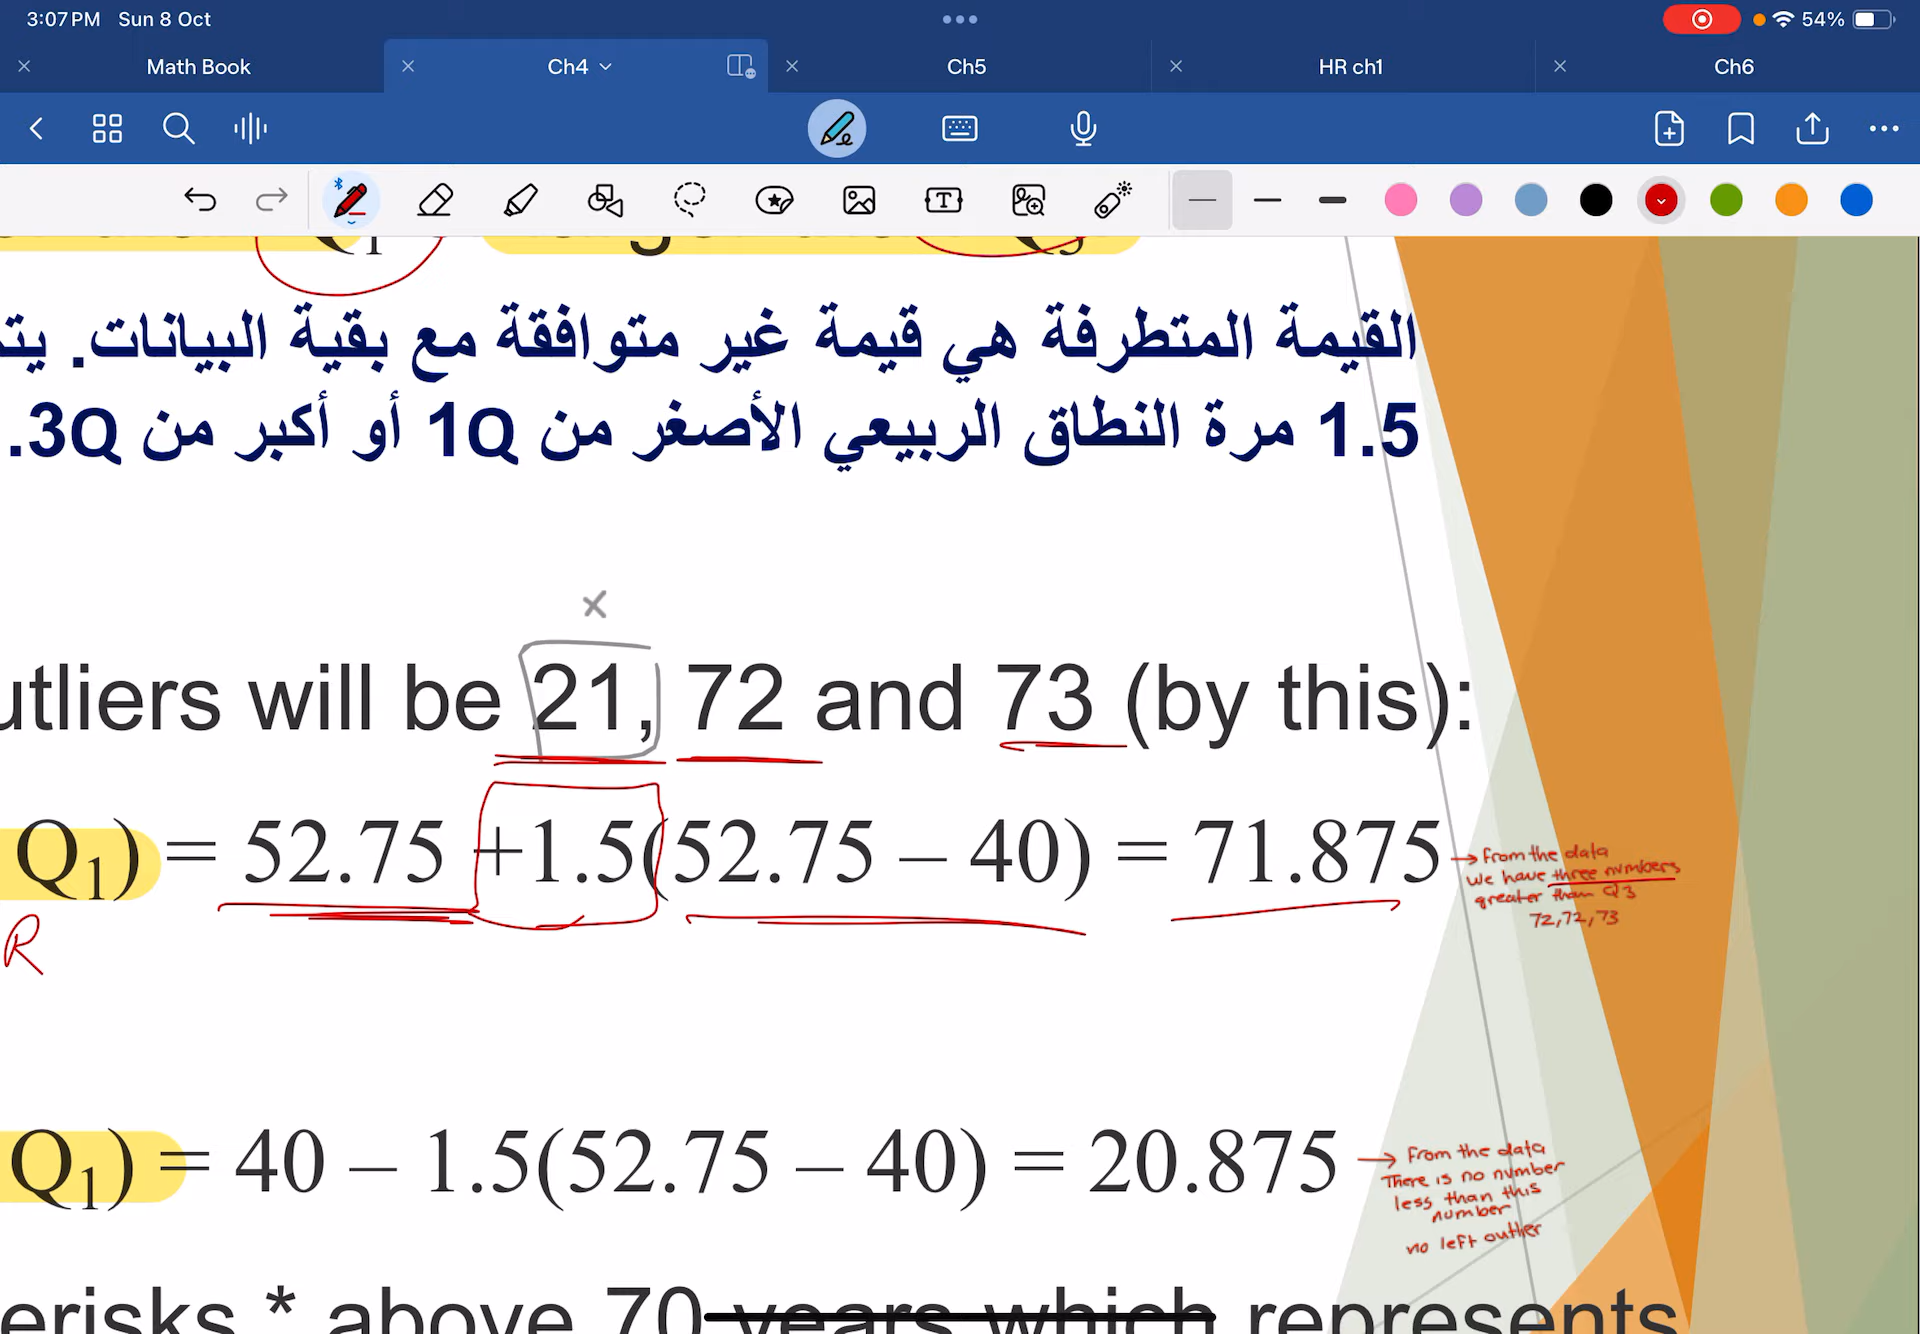 3:07 PM Sun 8 Oct
54%
Math Book
Ch4
Ch5
HR ch1
Ch6
القيمة المتطرفة هي قيمة غير متوافقة مع بقية البيانات.
1.5 مرة النطاق الربيعي الأصغر من 1Q أو أكبر من 3Q.
×
utliers will be 21, 72 and 73 (by this):
Q₁) = 52.75 +1.5(52.75 – 40) = 71.875
→ From the data
we have three numbers
greater than Q3
72,72,73
R
Q₁) = 40 – 1.5(52.75 – 40) = 20.875
→ From the data
There is no number
less than this
number
no left outlier
erisks * above 70 years which represents